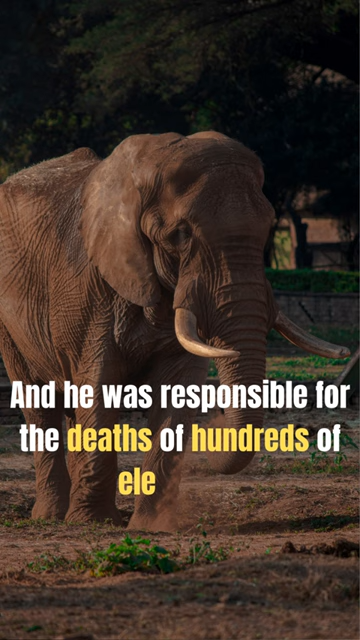 And he was responsible for
the deaths of hundreds of
ele